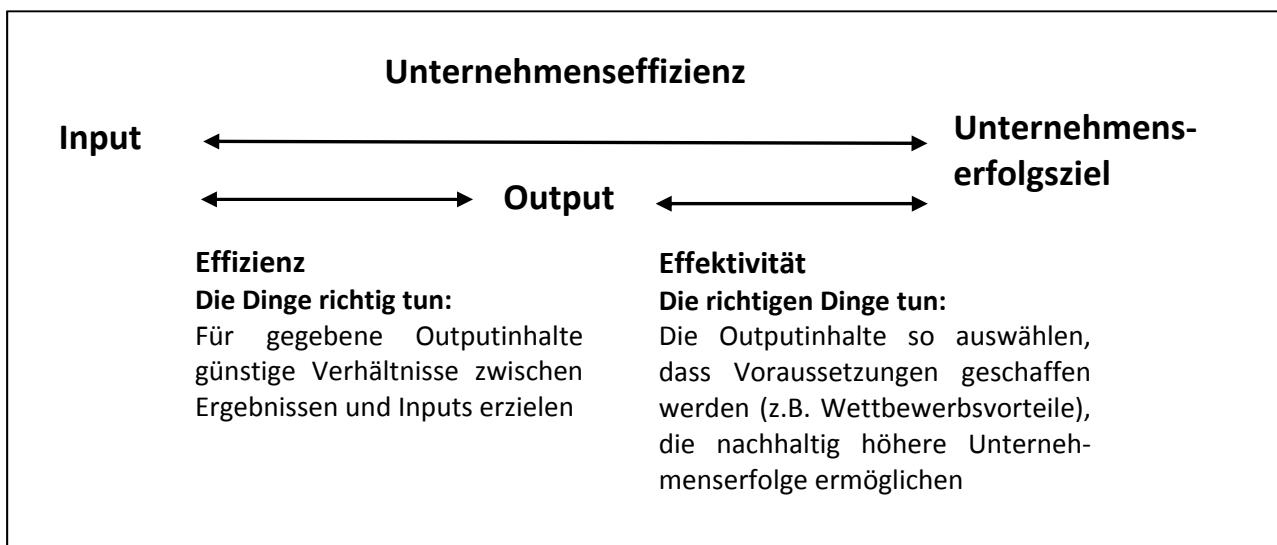 Unternehmenseffizienz
Input
Unternehmens-
erfolgsziel
Output
Effizienz
Die Dinge richtig tun:
Für gegebene Outputinhalte
günstige Verhältnisse zwischen
Ergebnissen und Inputs erzielen
Effektivität
Die richtigen Dinge tun:
Die Outputinhalte so auswählen,
dass Voraussetzungen geschaffen
werden (z.B. Wettbewerbsvorteile),
die nachhaltig höhere Unterneh-
menserfolge ermöglichen